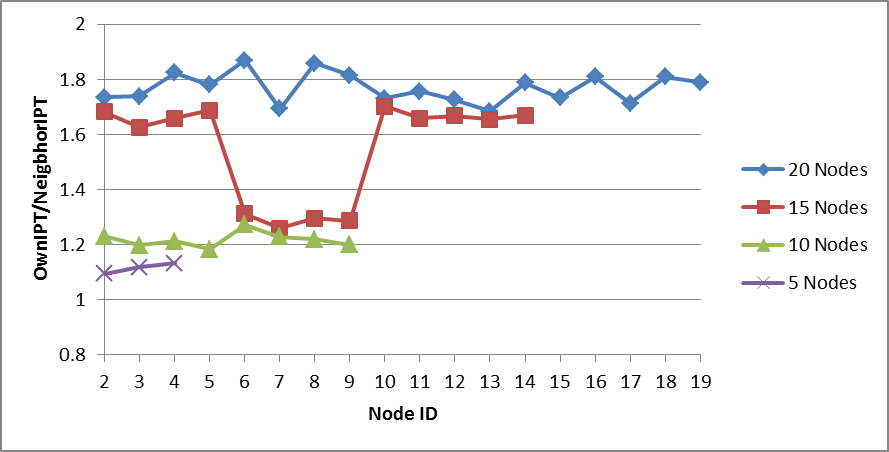 2
1.8
1.6
1.4
1.2
1
0.8
OwnIPT/NeigbhorIPT
2 3 4 5 6 7 8 9 10 11 12 13 14 15 16 17 18 19
Node ID
20 Nodes
15 Nodes
10 Nodes
5 Nodes